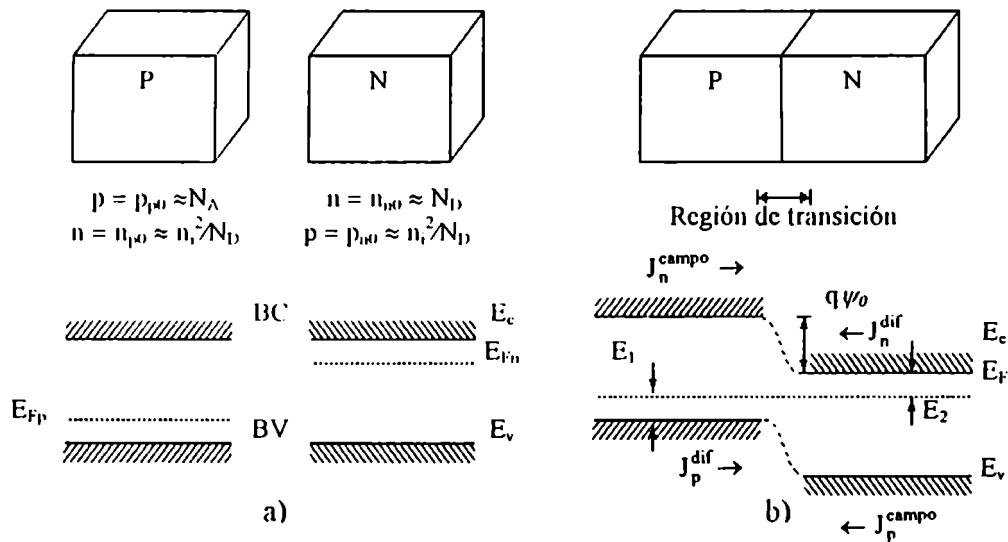 P
N
p = p_p0 ≈ N_A
n = n_p0 ≈ n_i²/N_D
n = n_n0 ≈ N_D
p = p_n0 ≈ n_i²/N_D
BC
E_c
E_Fn
E_Fp
BV
E_v
a)
P
N
Región de transición
J_n^campo →
qψ_0
← J_n^dif
E_c
E_1
E_F
E_2
J_p^dif →
E_v
b)
← J_p^campo